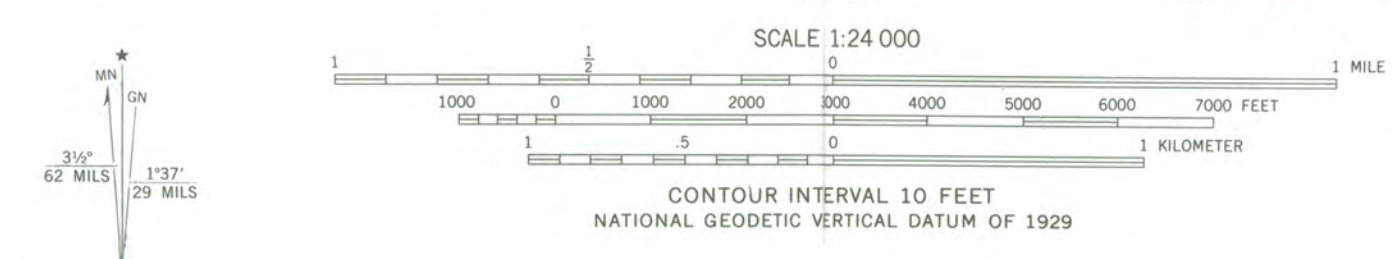 SCALE 1:24 000
1 ½ 0 1 MILE
1000 0 1000 2000 3000 4000 5000 6000 7000 FEET
1 .5 0 1 KILOMETER
CONTOUR INTERVAL 10 FEET
NATIONAL GEODETIC VERTICAL DATUM OF 1929
★
MN
GN
3½°
62 MILS
1°37′
29 MILS